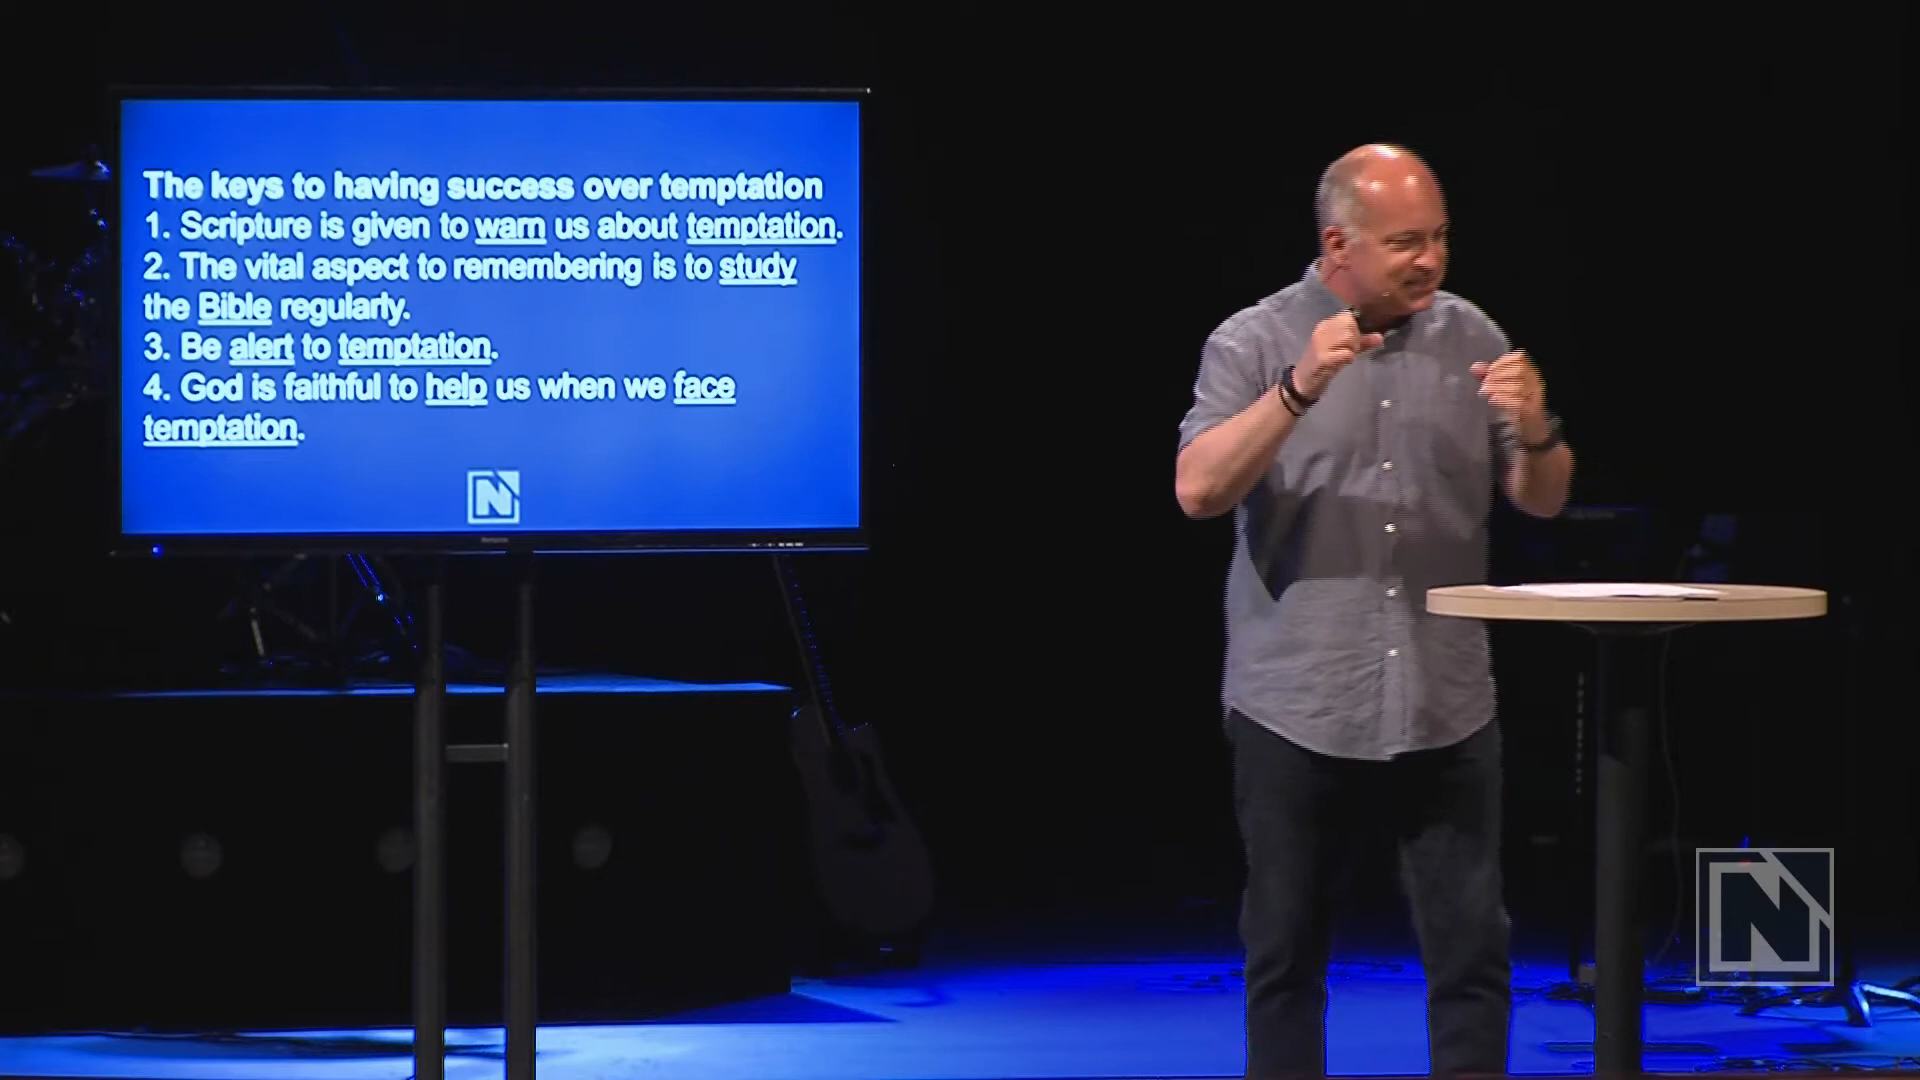 The keys to having success over temptation
1. Scripture is given to warn us about temptation.
2. The vital aspect to remembering is to study
the Bible regularly.
3. Be alert to temptation.
4. God is faithful to help us when we face
temptation.
N
N